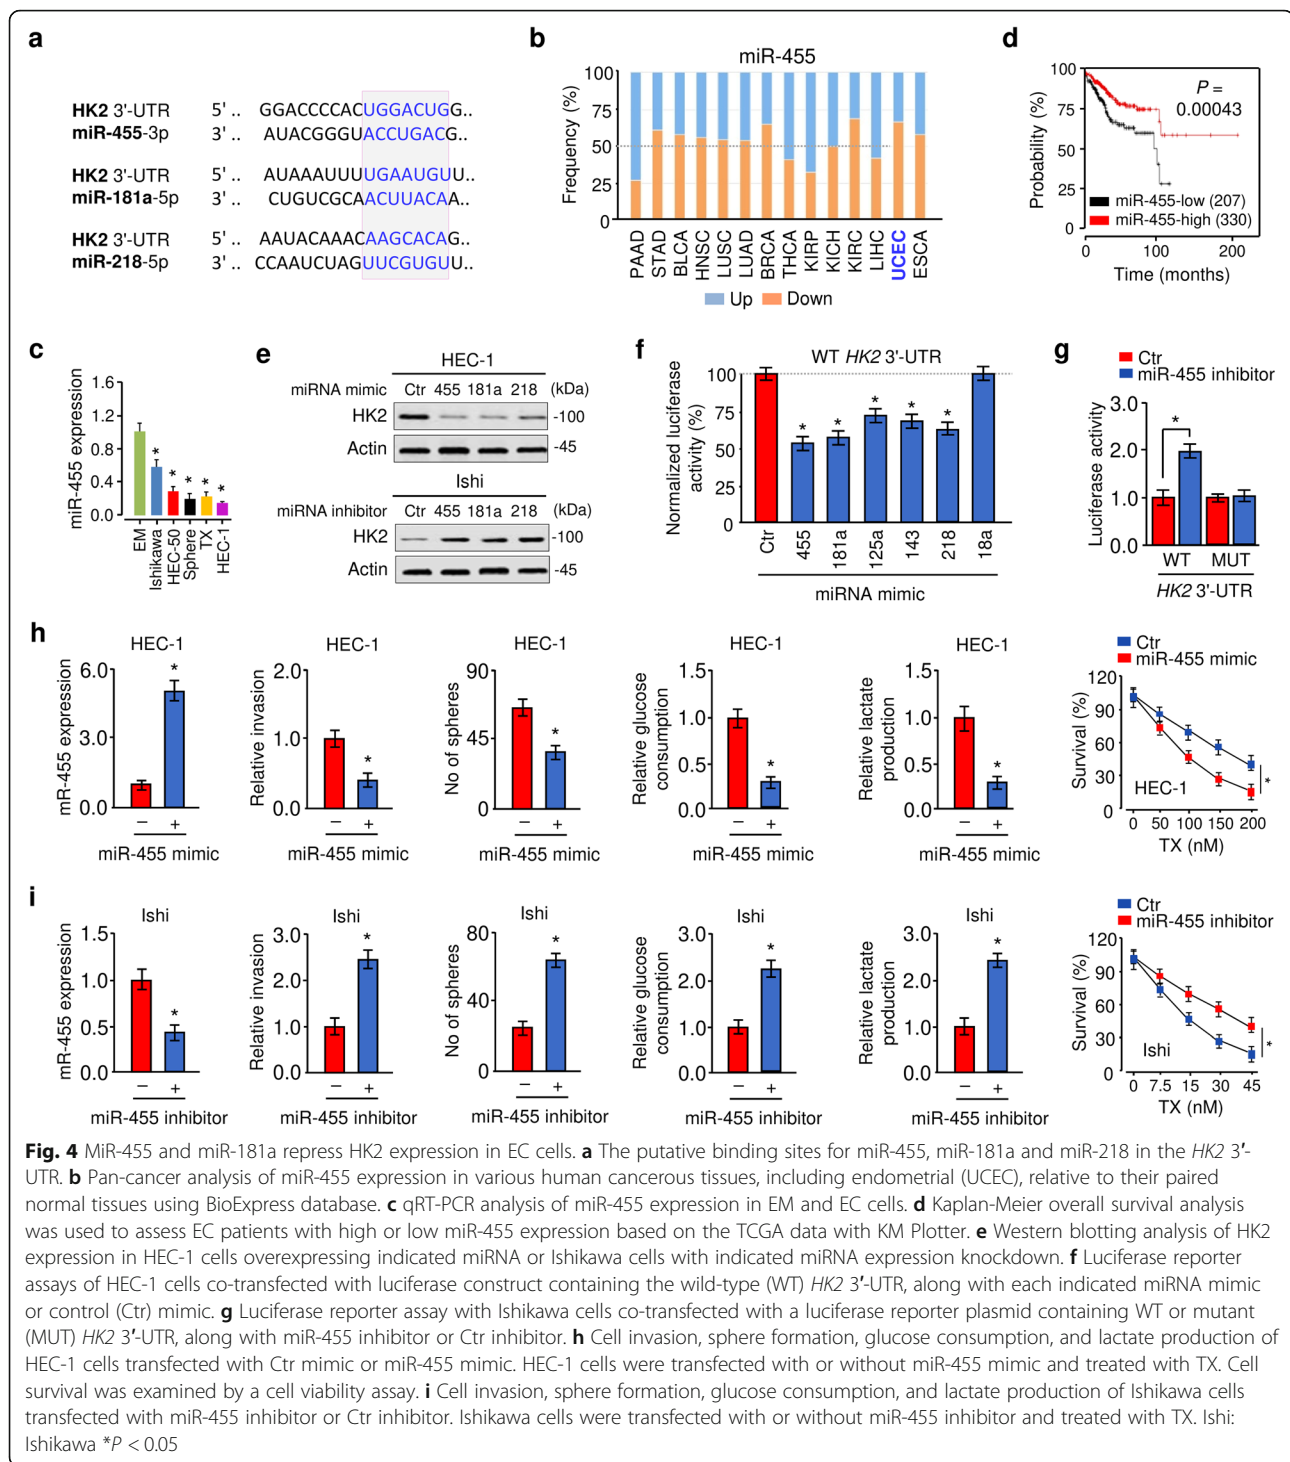 a
HK2 3'-UTR 5' .. GGACCCCACUGGACUGG..
miR-455-3p 3' .. AUACGGGUACCUGACG..
HK2 3'-UTR 5' .. AUAAAUUUUGAAUGUU..
miR-181a-5p 3' .. CUGUCGCAACUUACAA..
HK2 3'-UTR 5' .. AAUACAAACAAGCACAG..
miR-218-5p 3' .. CCAAUCUAGUUCGUGUU..
b
miR-455
Frequency (%)
100
75
50
25
0
PAAD STAD BLCA HNSC LUSC LUAD BRCA THCA KIRP KICH KIRC LIHC UCEC ESCA
Up Down
d
Probability (%)
100
75
50
25
0
P =
0.00043
miR-455-low (207)
miR-455-high (330)
0 100 200
Time (months)
c
miR-455 expression
1.6
1.2
0.8
0.4
0.0
* * * * *
EM Ishikawa HEC-50 Sphere TX HEC-1
e
HEC-1
miRNA mimic Ctr 455 181a 218 (kDa)
HK2 -100
Actin -45
Ishi
miRNA inhibitor Ctr 455 181a 218 (kDa)
HK2 -100
Actin -45
f
WT HK2 3'-UTR
Normalized luciferase
activity (%)
100
75
50
25
0
* * * * *
Ctr 455 181a 125a 143 218 18a
miRNA mimic
g
Ctr
miR-455 inhibitor
Luciferase activity
3.0
2.0
1.0
0.0
*
WT MUT
HK2 3'-UTR
h
HEC-1
mR-455 expression
6.0
3.0
0.0
*
− +
miR-455 mimic
HEC-1
Relative invasion
2.0
1.0
0.0
*
− +
miR-455 mimic
HEC-1
No of spheres
90
45
0
*
− +
miR-455 mimic
HEC-1
Relative glucose
consumption
1.5
1.0
0.5
0.0
*
− +
miR-455 mimic
HEC-1
Relative lactate
production
1.5
1.0
0.5
0.0
*
− +
miR-455 mimic
Ctr
miR-455 mimic
Survival (%)
120
90
60
30
0
HEC-1
*
0 50 100 150 200
TX (nM)
i
Ishi
mR-455 expression
1.5
1.0
0.5
0.0
*
− +
miR-455 inhibitor
Ishi
Relative invasion
3.0
2.0
1.0
0.0
*
− +
miR-455 inhibitor
Ishi
No of spheres
80
40
0
*
− +
miR-455 inhibitor
Ishi
Relative glucose
consumption
3.0
2.0
1.0
0.0
*
− +
miR-455 inhibitor
Ishi
Relative lactate
production
3.0
2.0
1.0
0.0
*
− +
miR-455 inhibitor
Ctr
miR-455 inhibitor
Survival (%)
120
90
60
30
0
Ishi
*
0 7.5 15 30 45
TX (nM)
Fig. 4 MiR-455 and miR-181a repress HK2 expression in EC cells. a The putative binding sites for miR-455, miR-181a and miR-218 in the HK2 3′-
UTR. b Pan-cancer analysis of miR-455 expression in various human cancerous tissues, including endometrial (UCEC), relative to their paired
normal tissues using BioExpress database. c qRT-PCR analysis of miR-455 expression in EM and EC cells. d Kaplan-Meier overall survival analysis
was used to assess EC patients with high or low miR-455 expression based on the TCGA data with KM Plotter. e Western blotting analysis of HK2
expression in HEC-1 cells overexpressing indicated miRNA or Ishikawa cells with indicated miRNA expression knockdown. f Luciferase reporter
assays of HEC-1 cells co-transfected with luciferase construct containing the wild-type (WT) HK2 3′-UTR, along with each indicated miRNA mimic
or control (Ctr) mimic. g Luciferase reporter assay with Ishikawa cells co-transfected with a luciferase reporter plasmid containing WT or mutant
(MUT) HK2 3′-UTR, along with miR-455 inhibitor or Ctr inhibitor. h Cell invasion, sphere formation, glucose consumption, and lactate production of
HEC-1 cells transfected with Ctr mimic or miR-455 mimic. HEC-1 cells were transfected with or without miR-455 mimic and treated with TX. Cell
survival was examined by a cell viability assay. i Cell invasion, sphere formation, glucose consumption, and lactate production of Ishikawa cells
transfected with miR-455 inhibitor or Ctr inhibitor. Ishikawa cells were transfected with or without miR-455 inhibitor and treated with TX. Ishi:
Ishikawa *P < 0.05